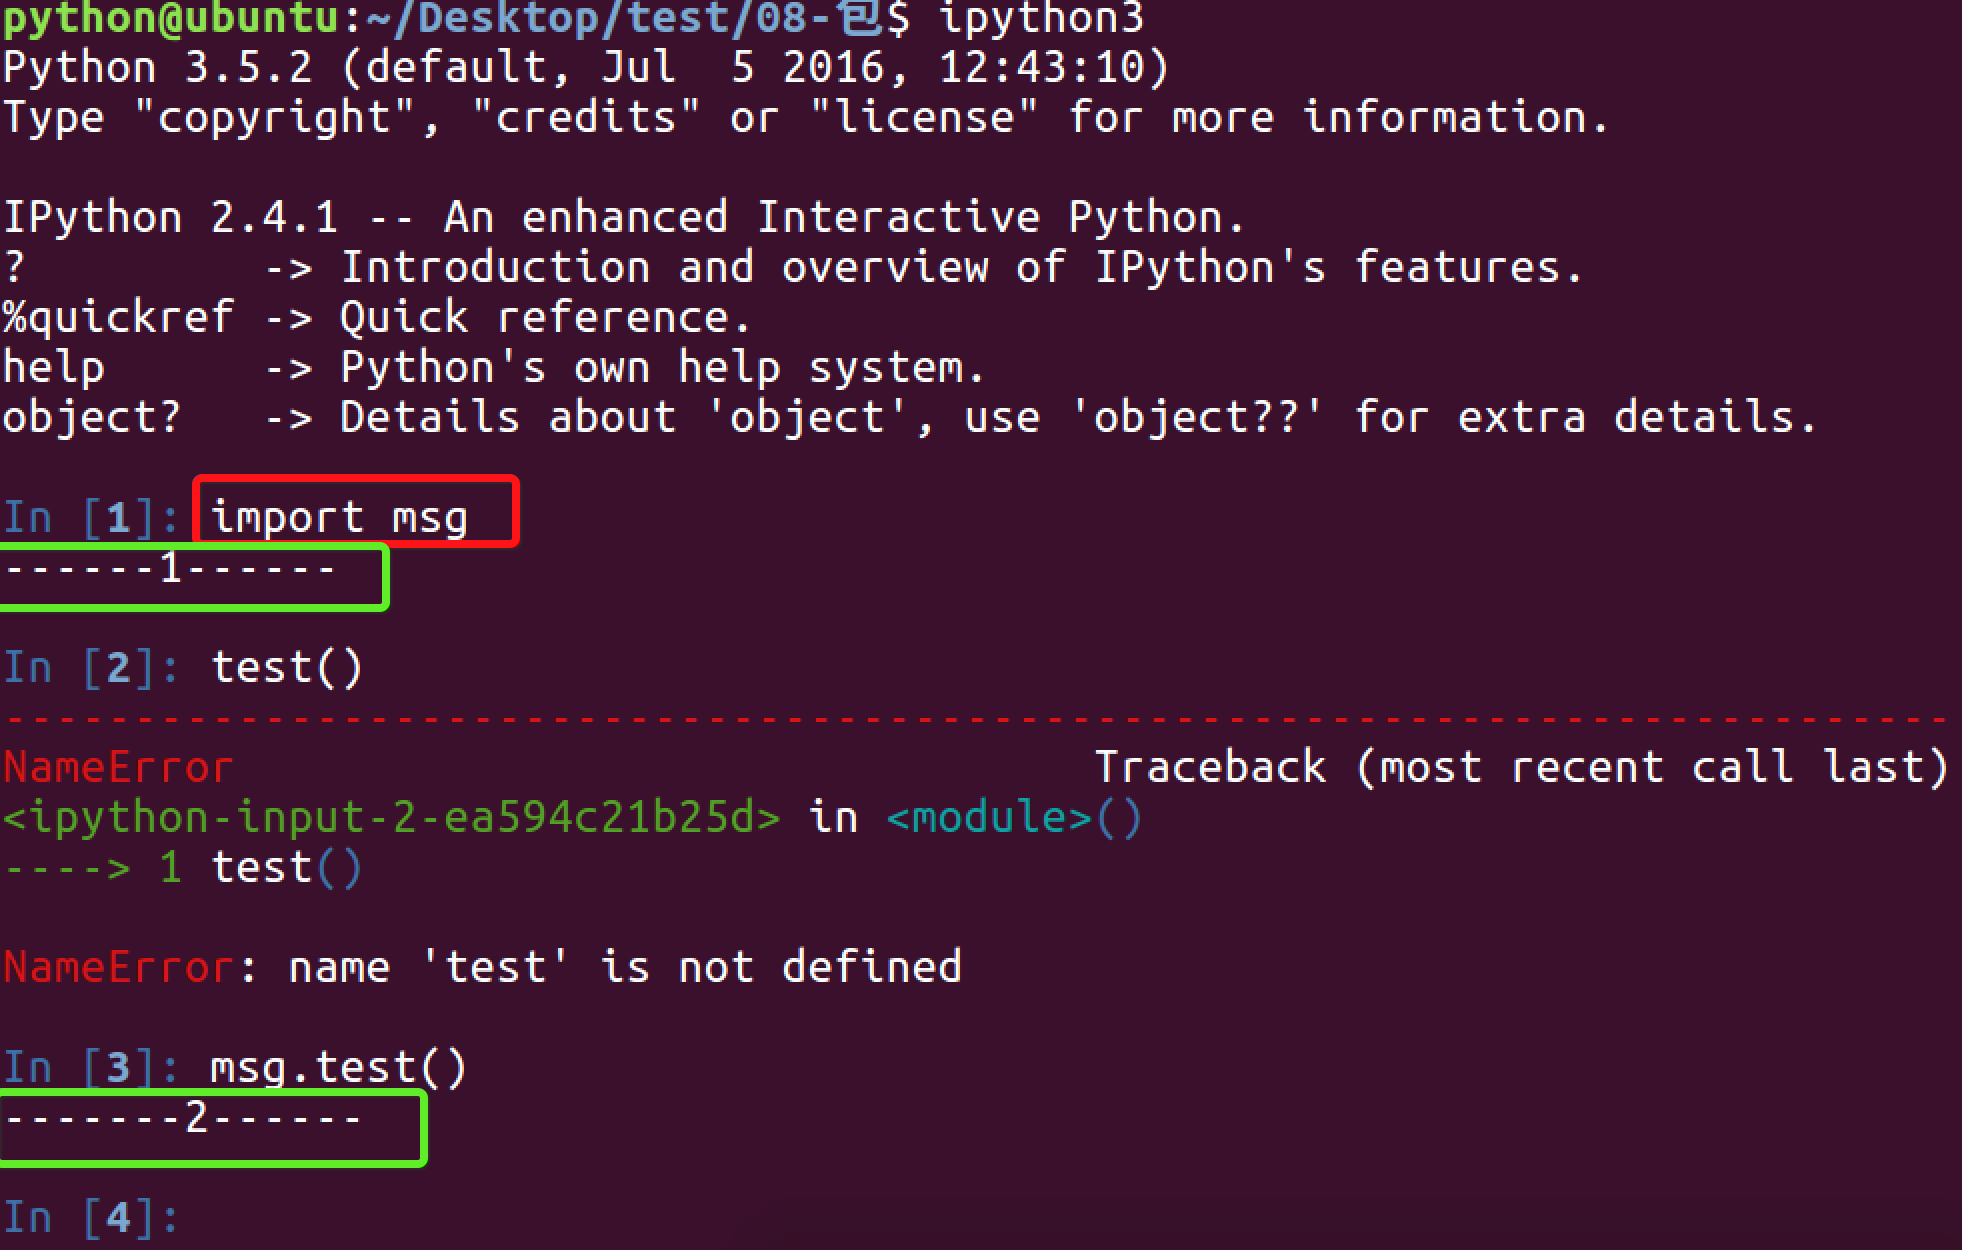 python@ubuntu:~/Desktop/test/08-包$ ipython3
Python 3.5.2 (default, Jul  5 2016, 12:43:10)
Type "copyright", "credits" or "license" for more information.
IPython 2.4.1 -- An enhanced Interactive Python.
?         -> Introduction and overview of IPython's features.
%quickref -> Quick reference.
help      -> Python's own help system.
object?   -> Details about 'object', use 'object??' for extra details.
In [1]: import msg
------1------
In [2]: test()
---------------------------------------------------------------------------
NameError                                 Traceback (most recent call last)
<ipython-input-2-ea594c21b25d> in <module>()
----> 1 test()
NameError: name 'test' is not defined
In [3]: msg.test()
-------2------
In [4]: